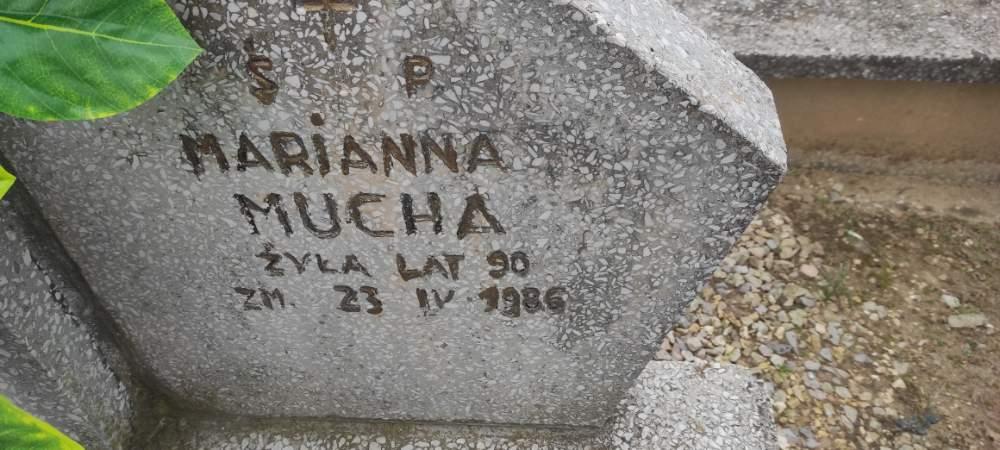 Ś P
MARIANNA
MUCHA
ŻYŁA LAT 90
ZM. 23 IV 1986